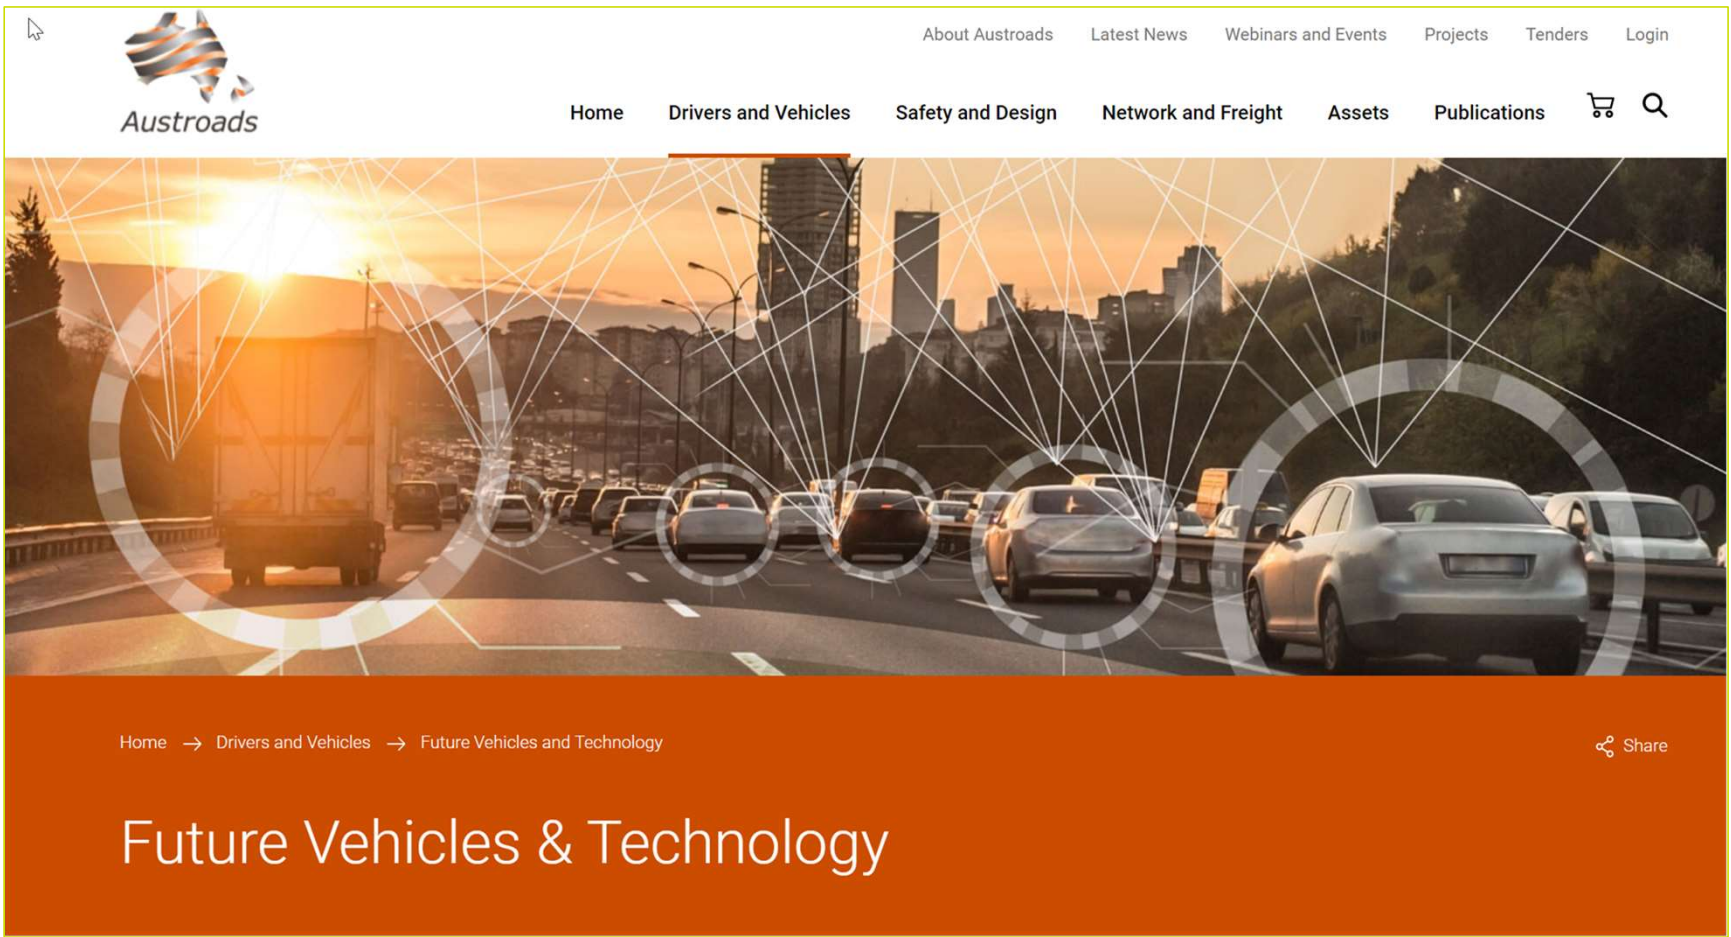 About Austroads Latest News Webinars and Events Projects Tenders Login
Austroads
Home Drivers and Vehicles Safety and Design Network and Freight Assets Publications
Home → Drivers and Vehicles → Future Vehicles and Technology
Share
Future Vehicles & Technology